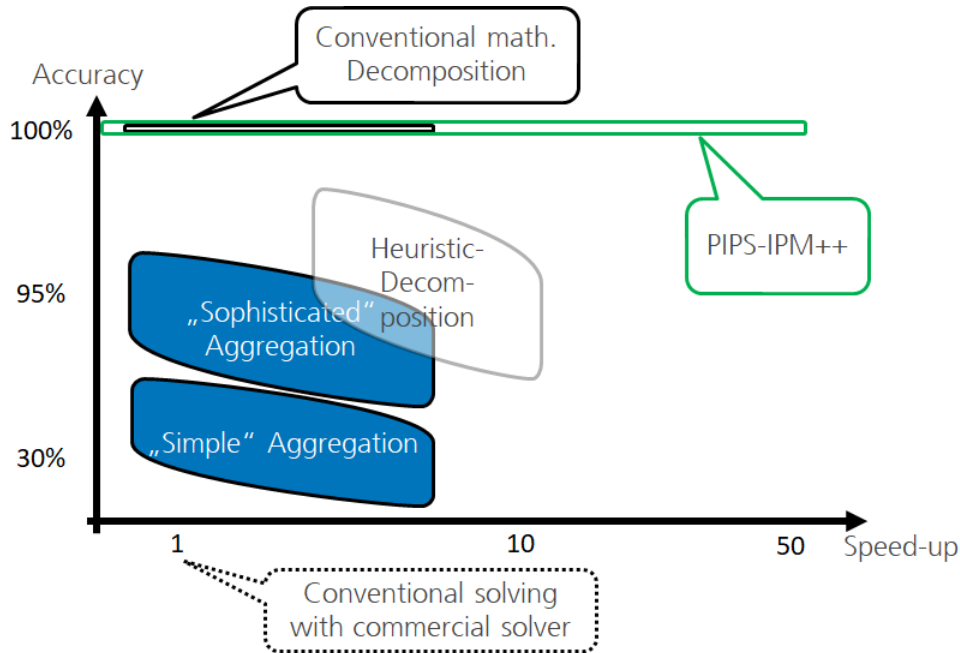 Conventional math.
Decomposition
Accuracy
100%
PIPS-IPM++
Heuristic-
Decom-
position
95%
„Sophisticated“
Aggregation
„Simple“ Aggregation
30%
1
10
50
Speed-up
Conventional solving
with commercial solver